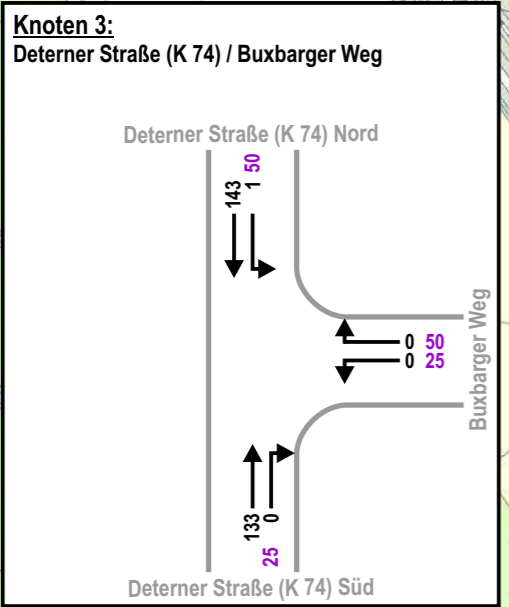 Knoten 3:
Deterner Straße (K 74) / Buxbarger Weg
Deterner Straße (K 74) Nord
143
1 50
0 50
0 25
Buxbarger Weg
133
0
25
Deterner Straße (K 74) Süd